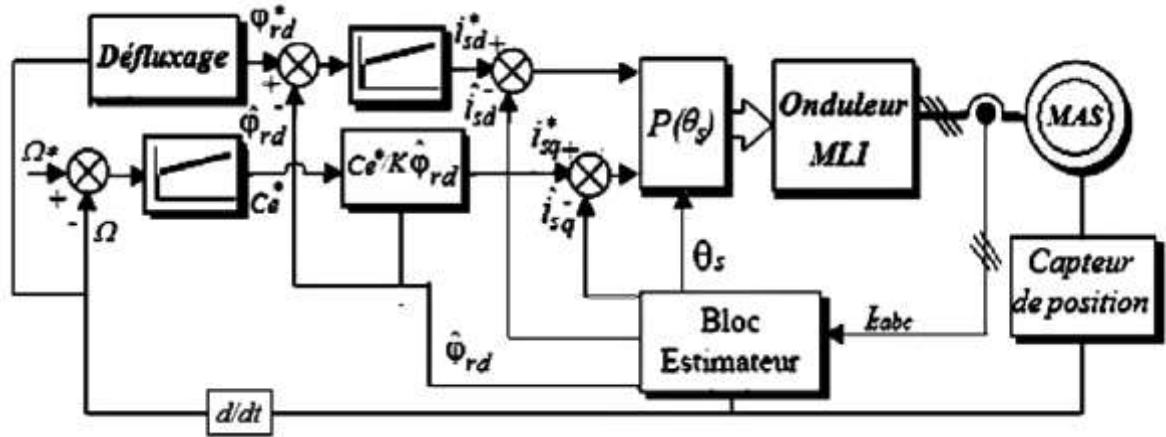 φ*rd
i*sd+
Défluxage
+
φ̂rd-
îsd-
P(θs)
Onduleur
MLI
MAS
Ω*
+
-
Ω
Ce*
Ce*/Kφ̂rd
i*sq+
îsq-
θs
Capteur
de position
Bloc
Estimateur
Iabc
φ̂rd
d/dt